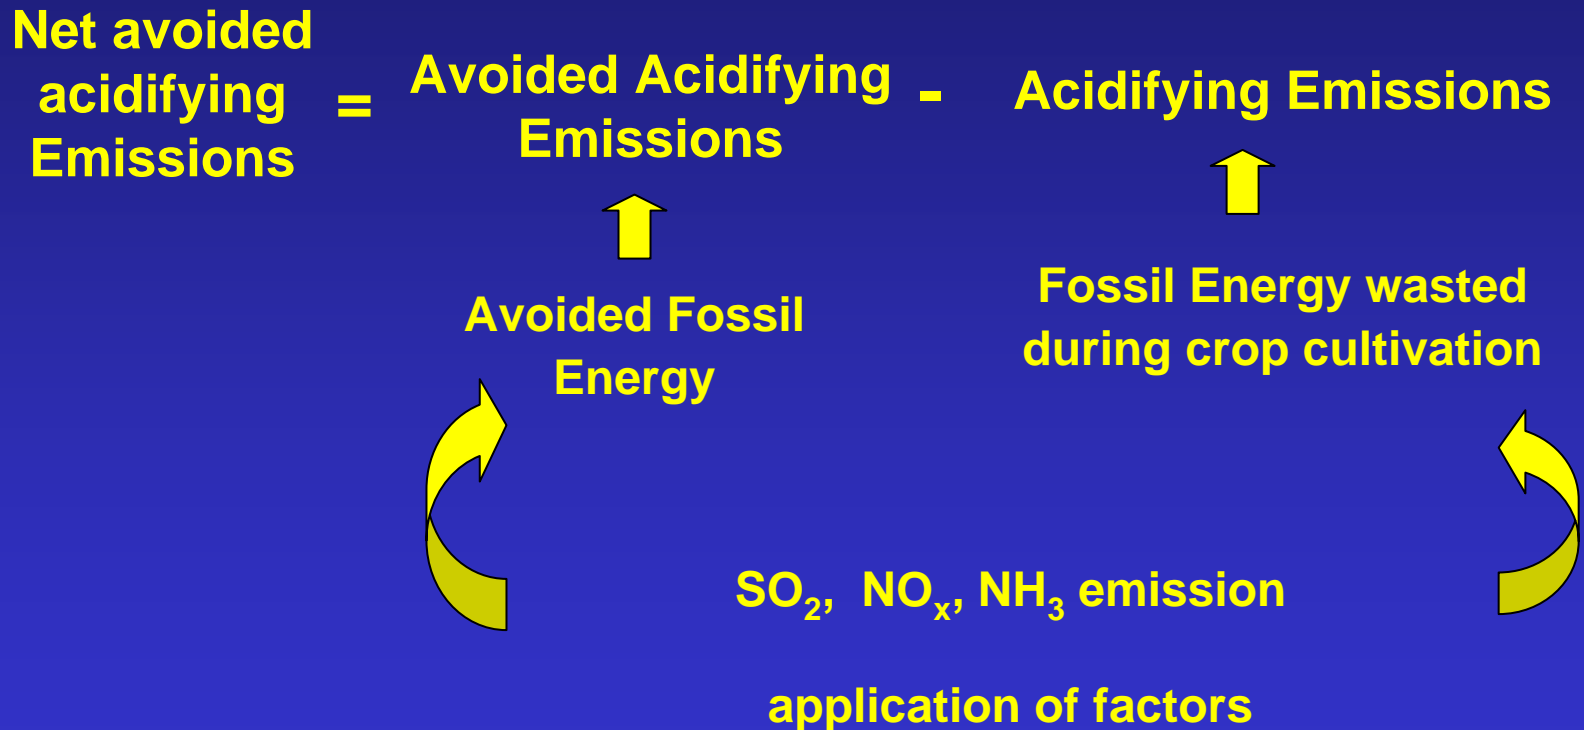 Net avoided
acidifying
Emissions
=
Avoided Acidifying
Emissions
-
Acidifying Emissions
Avoided Fossil
Energy
Fossil Energy wasted
during crop cultivation
SO₂, NOₓ, NH₃ emission
application of factors